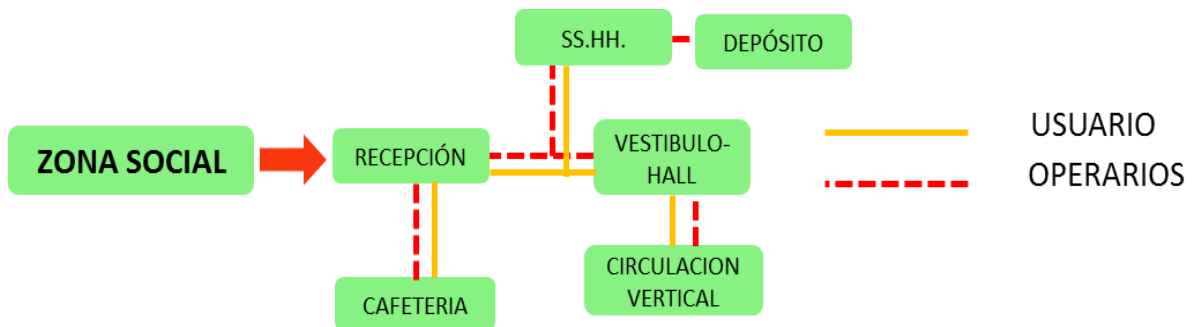 SS.HH.
DEPÓSITO
ZONA SOCIAL
RECEPCIÓN
VESTIBULO-
HALL
USUARIO
OPERARIOS
CAFETERIA
CIRCULACION
VERTICAL